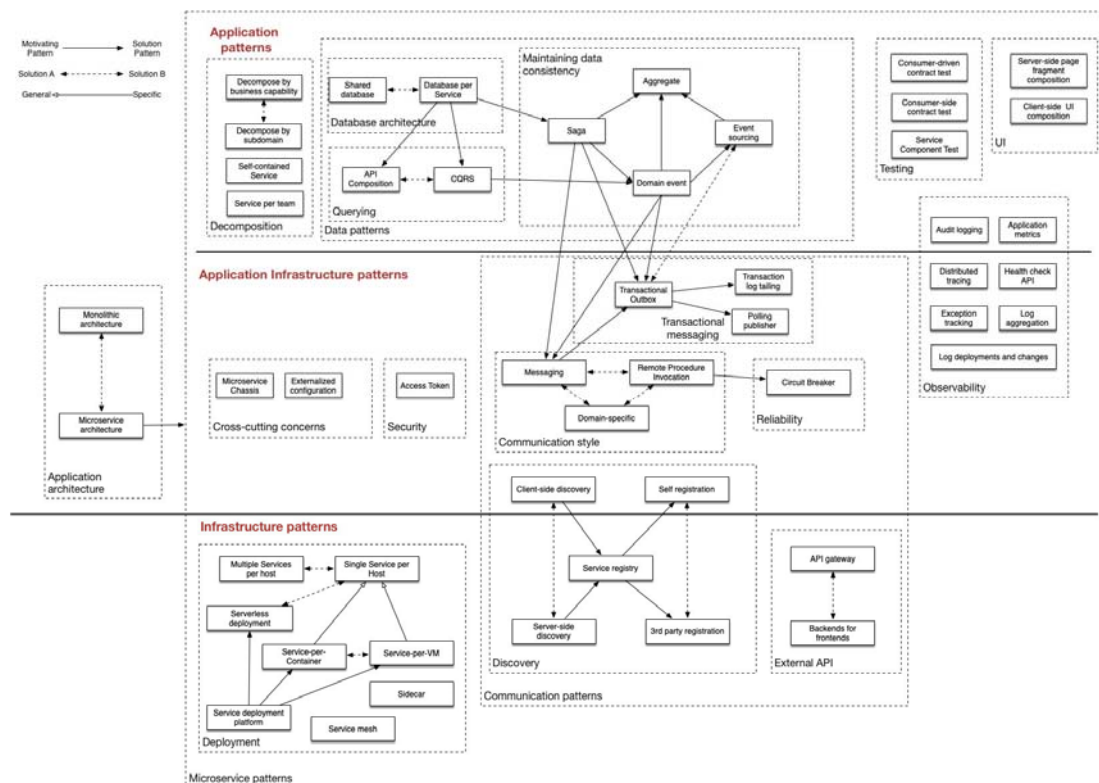 Motivating
Pattern
Solution
Pattern
Solution A
Solution B
General
Specific
Application
patterns
Decompose by
business capability
Decompose by
subdomain
Self-contained
Service
Service per team
Decomposition
Shared
database
Database per
Service
Database architecture
API
Composition
CQRS
Querying
Data patterns
Maintaining data
consistency
Aggregate
Saga
Event
sourcing
Domain event
Consumer-driven
contract test
Consumer-side
contract test
Service
Component Test
Testing
Server-side page
fragment
composition
Client-side UI
composition
UI
Audit logging
Application
metrics
Distributed
tracing
Health check
API
Exception
tracking
Log
aggregation
Log deployments and changes
Observability
Application Infrastructure patterns
Monolithic
architecture
Microservice
architecture
Application
architecture
Microservice
Chassis
Externalized
configuration
Cross-cutting concerns
Access Token
Security
Transactional
Outbox
Transaction
log tailing
Polling
publisher
Transactional
messaging
Messaging
Remote Procedure
Invocation
Domain-specific
Communication style
Circuit Breaker
Reliability
Client-side discovery
Self registration
Service registry
Server-side
discovery
3rd party registration
Discovery
API gateway
Backends for
frontends
External API
Communication patterns
Infrastructure patterns
Multiple Services
per host
Single Service per
Host
Serverless
deployment
Service-per-
Container
Service-per-VM
Sidecar
Service deployment
platform
Service mesh
Deployment
Microservice patterns